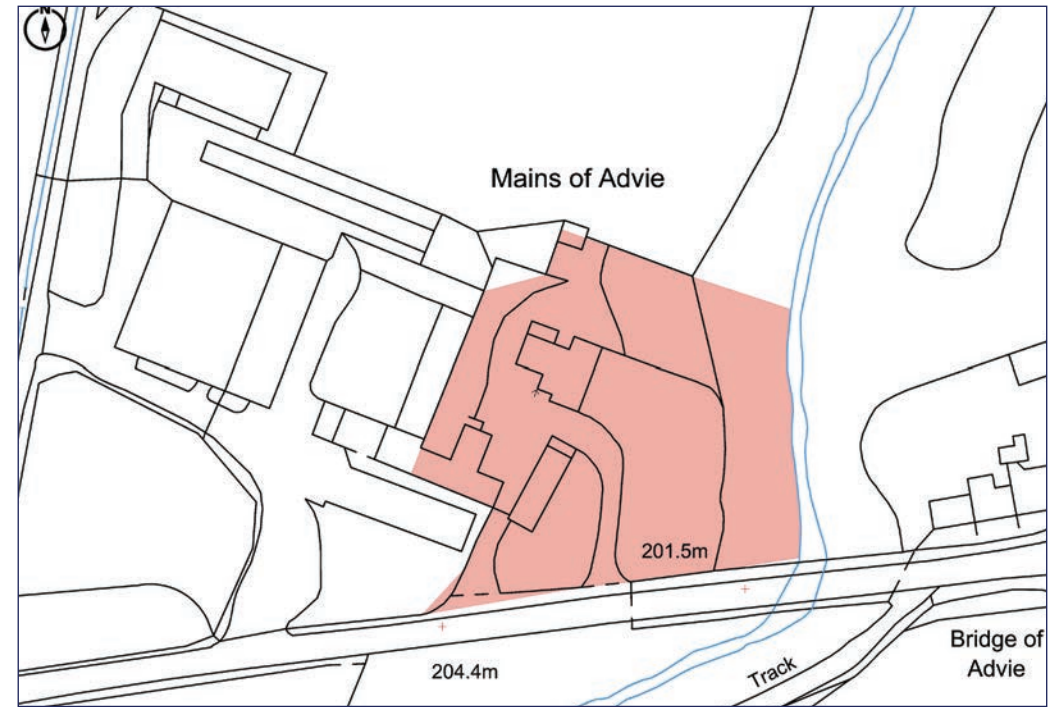 N
Mains of Advie
201.5m
204.4m
Track
Bridge of
Advie